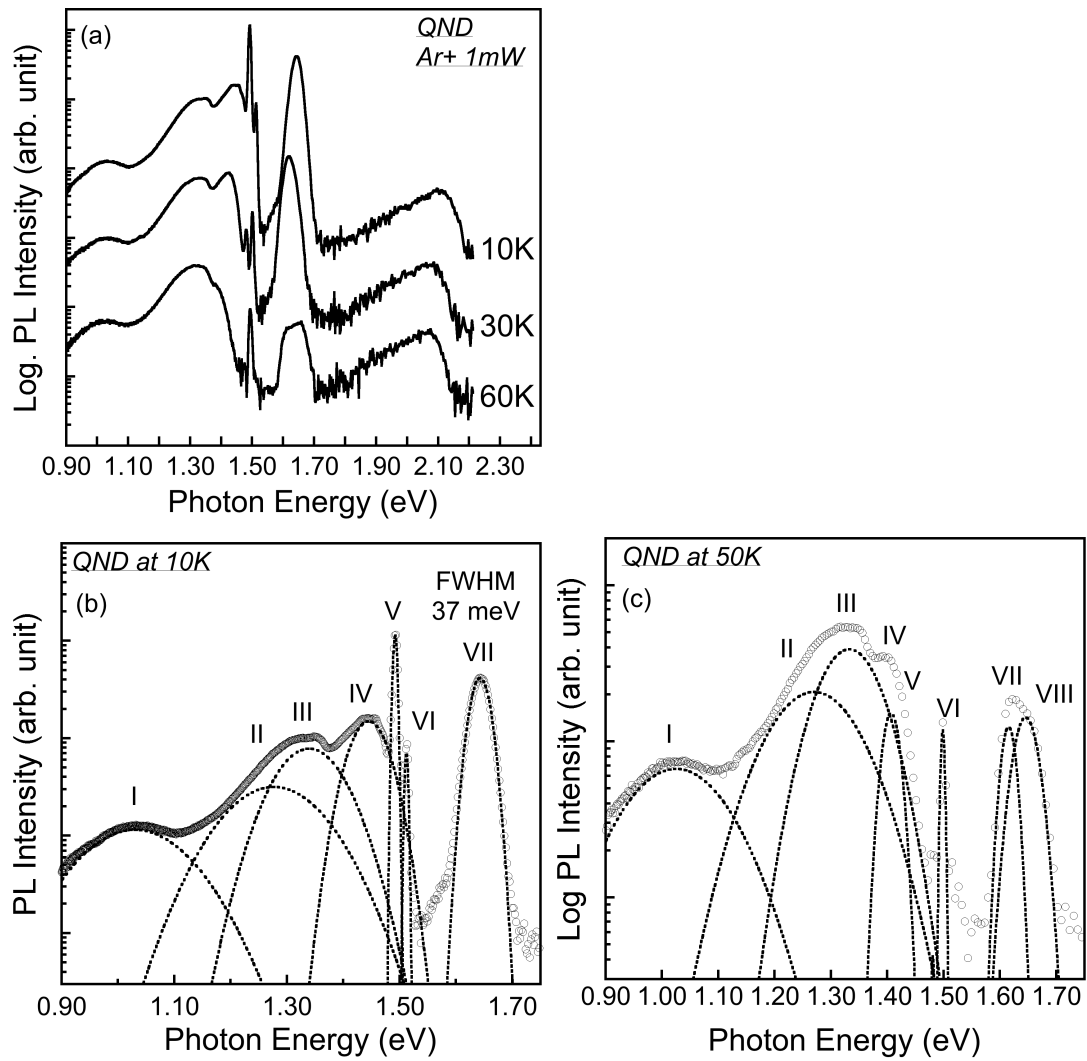 (a)
QND
Ar+ 1mW
Log. PL Intensity (arb. unit)
10K
30K
60K
0.90 1.10 1.30 1.50 1.70 1.90 2.10 2.30
Photon Energy (eV)
QND at 10K
(b)
FWHM
37 meV
PL Intensity (arb. unit)
I
II
III
IV
V
VI
VII
0.90 1.10 1.30 1.50 1.70
Photon Energy (eV)
QND at 50K
(c)
Log PL Intensity (arb. unit)
I
II
III
IV
V
VI
VII
VIII
0.90 1.00 1.10 1.20 1.30 1.40 1.50 1.60 1.70
Photon Energy (eV)